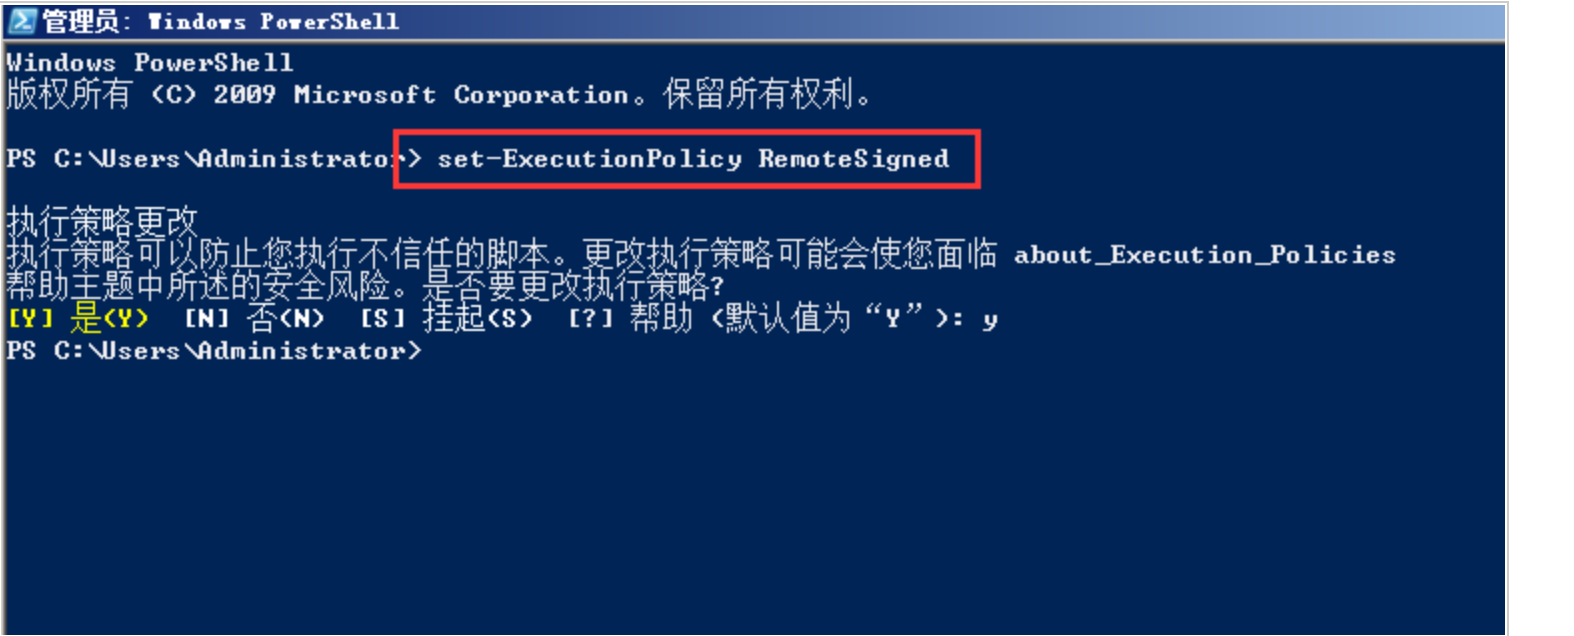 管理员: Windows PowerShell
Windows PowerShell
版权所有 (C) 2009 Microsoft Corporation。保留所有权利。
PS C:\Users\Administrator> set-ExecutionPolicy RemoteSigned
执行策略更改
执行策略可以防止您执行不信任的脚本。更改执行策略可能会使您面临 about_Execution_Policies
帮助主题中所述的安全风险。是否要更改执行策略?
[Y] 是(Y)  [N] 否(N)  [S] 挂起(S)  [?] 帮助 (默认值为“Y”): y
PS C:\Users\Administrator>